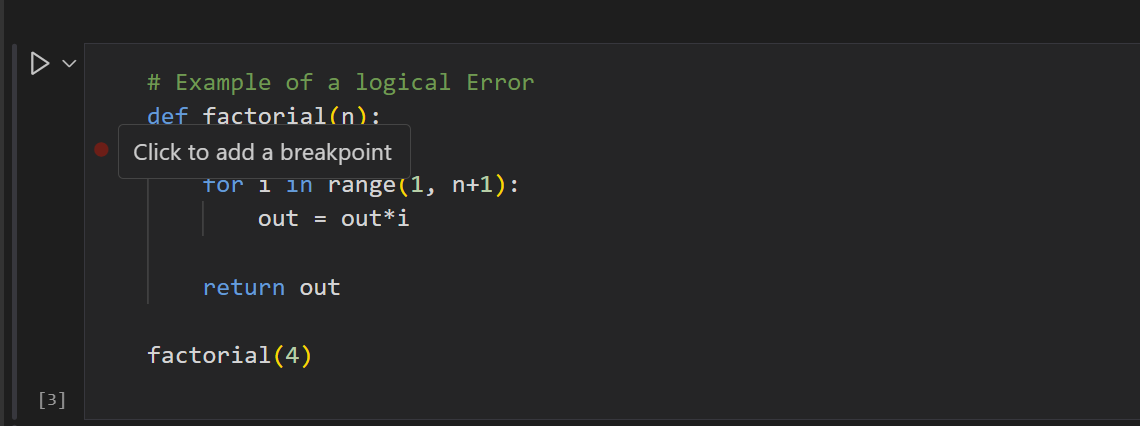 # Example of a logical Error
def factorial(n):
Click to add a breakpoint
for i in range(1, n+1):
out = out*i
return out
factorial(4)
[3]